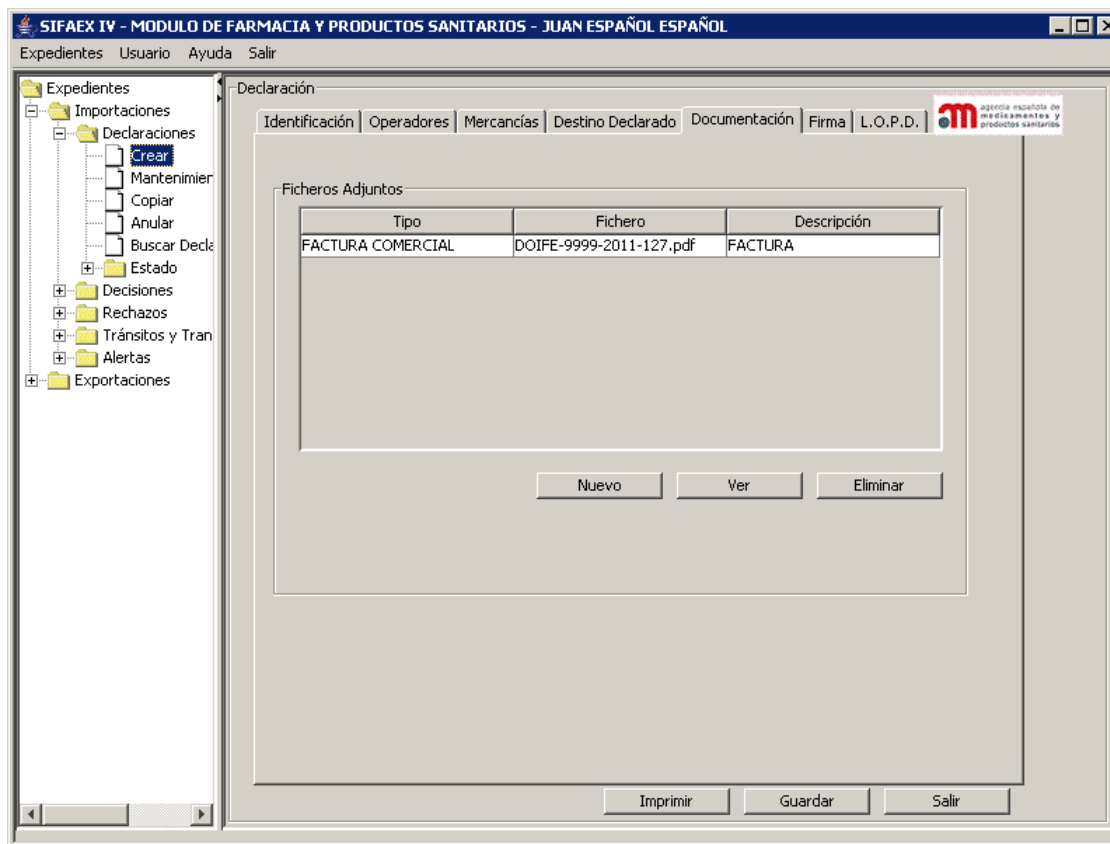 SIFAEX IV - MODULO DE FARMACIA Y PRODUCTOS SANITARIOS - JUAN ESPAÑOL ESPAÑOL
Expedientes Usuario Ayuda Salir
Expedientes
Importaciones
Declaraciones
Crear
Mantenimier
Copiar
Anular
Buscar Decla
Estado
Decisiones
Rechazos
Tránsitos y Tran
Alertas
Exportaciones
Declaración
Identificación Operadores Mercancías Destino Declarado Documentación Firma L.O.P.D.
agencia española de
medicamentos y
productos sanitarios
Ficheros Adjuntos
Tipo Fichero Descripción
FACTURA COMERCIAL DOIFE-9999-2011-127.pdf FACTURA
Nuevo Ver Eliminar
Imprimir Guardar Salir